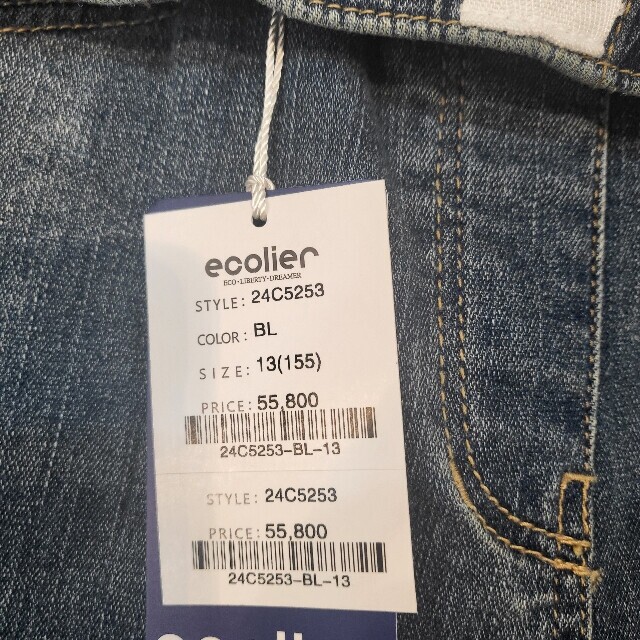 ecolier
ECO·LIBERTY·DREAMER
STYLE: 24C5253
COLOR: BL
SIZE: 13(155)
PRICE: 55,800
24C5253-BL-13
STYLE: 24C5253
PRICE: 55,800
24C5253-BL-13